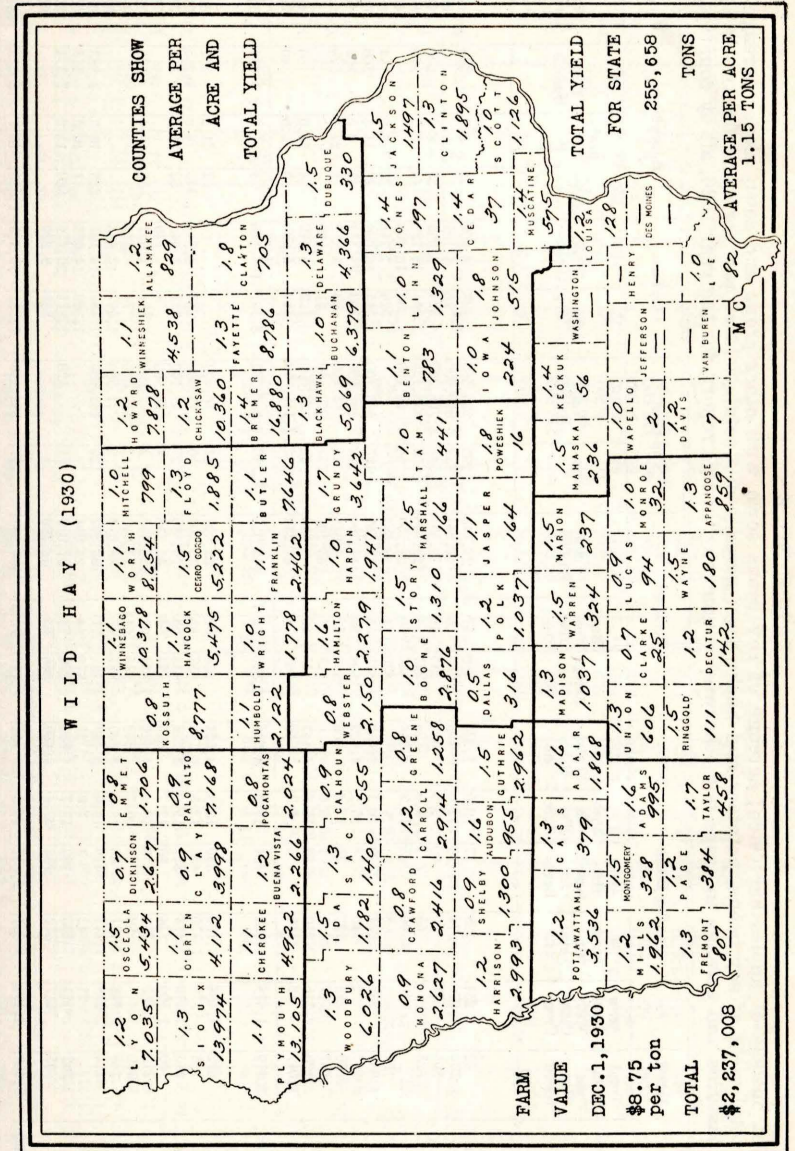 WILD HAY (1930)
COUNTIES SHOW
AVERAGE PER
ACRE AND
TOTAL YIELD
1.2
LYON
7.035
1.5
OSCEOLA
5.434
0.7
DICKINSON
2.617
0.8
EMMET
1.706
0.8
KOSSUTH
8.777
1.1
WINNEBAGO
10.378
1.1
WORTH
8.654
1.0
MITCHELL
799
1.2
HOWARD
7.878
1.1
WINNESHIEK
4.538
1.2
ALLAMAKEE
829
1.3
SIOUX
13.974
1.1
O'BRIEN
4.112
0.9
CLAY
3.998
0.9
PALO ALTO
7.168
1.1
HANCOCK
5.475
1.5
CERRO GORDO
5.222
1.3
FLOYD
1.885
1.2
CHICKASAW
10.360
1.3
FAYETTE
8.786
1.8
CLAYTON
705
1.1
PLYMOUTH
13.105
1.1
CHEROKEE
4.922
1.2
BUENA VISTA
2.266
0.8
POCAHONTAS
2.024
1.1
HUMBOLDT
2.122
1.0
WRIGHT
1.778
1.1
FRANKLIN
2.462
1.1
BUTLER
7.646
1.4
BREMER
16.880
1.3
BLACK HAWK
5.069
1.0
BUCHANAN
6.379
1.3
DELAWARE
4.366
1.5
DUBUQUE
330
1.3
WOODBURY
6.026
1.5
IDA
1.182
1.3
SAC
1.400
0.9
CALHOUN
555
0.8
WEBSTER
2.150
1.6
HAMILTON
2.279
1.0
HARDIN
1.941
1.7
GRUNDY
3.642
0.9
MONONA
2.627
0.8
CRAWFORD
2.416
1.2
CARROLL
2.914
0.8
GREENE
1.258
1.0
BOONE
2.876
1.5
STORY
1.310
1.5
MARSHALL
166
1.0
TAMA
441
1.1
BENTON
783
1.0
LINN
1.329
1.4
JONES
197
1.5
JACKSON
1.497
1.3
CLINTON
1.895
1.2
HARRISON
2.993
0.9
SHELBY
1.300
1.6
AUDUBON
955
1.5
GUTHRIE
2.962
0.5
DALLAS
316
1.2
POLK
1.037
1.1
JASPER
164
1.8
POWESHIEK
16
1.0
IOWA
224
1.8
JOHNSON
515
1.4
CEDAR
37
1.0
SCOTT
1.126
1.4
MUSCATINE
575
1.2
POTTAWATTAMIE
3.536
1.3
CASS
379
1.6
ADAIR
1.868
1.3
MADISON
1.037
1.5
WARREN
324
1.5
MARION
237
1.5
MAHASKA
236
1.4
KEOKUK
56
—
WASHINGTON
—
1.2
LOUISA
128
1.2
MILLS
1.962
1.5
MONTGOMERY
328
1.6
ADAMS
995
1.3
UNION
606
0.7
CLARKE
25
0.9
LUCAS
94
1.0
MONROE
32
1.0
WAPELLO
2
—
JEFFERSON
—
—
HENRY
—
—
DES MOINES
—
1.3
FREMONT
807
1.2
PAGE
384
1.7
TAYLOR
458
1.5
RINGGOLD
111
1.2
DECATUR
142
1.5
WAYNE
180
1.3
APPANOOSE
859
1.2
DAVIS
7
—
VAN BUREN
—
1.0
LEE
82
FARM
VALUE
DEC.1,1930
$8.75
per ton
TOTAL
$2,237,008
TOTAL YIELD
FOR STATE
255,658
TONS
AVERAGE PER ACRE
1.15 TONS
M C